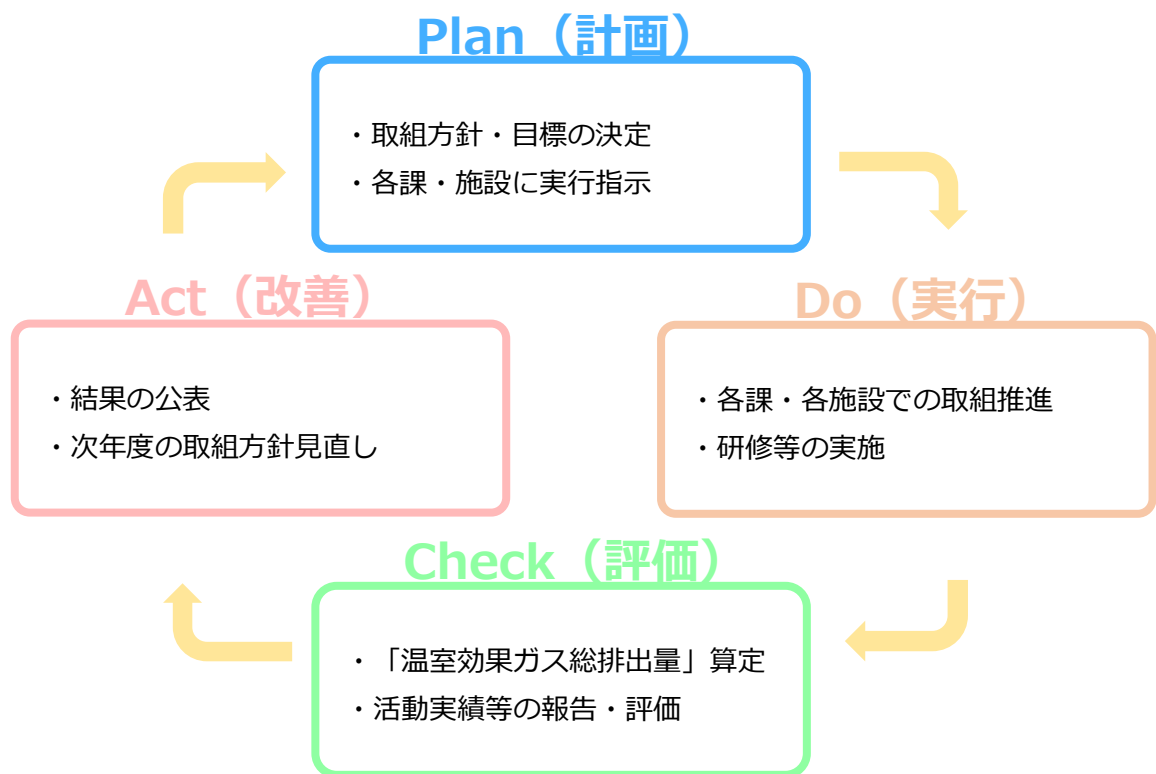 Plan（計画）
・取組方針・目標の決定
・各課・施設に実行指示
Act（改善）
・結果の公表
・次年度の取組方針見直し
Do（実行）
・各課・各施設での取組推進
・研修等の実施
Check（評価）
・「温室効果ガス総排出量」算定
・活動実績等の報告・評価